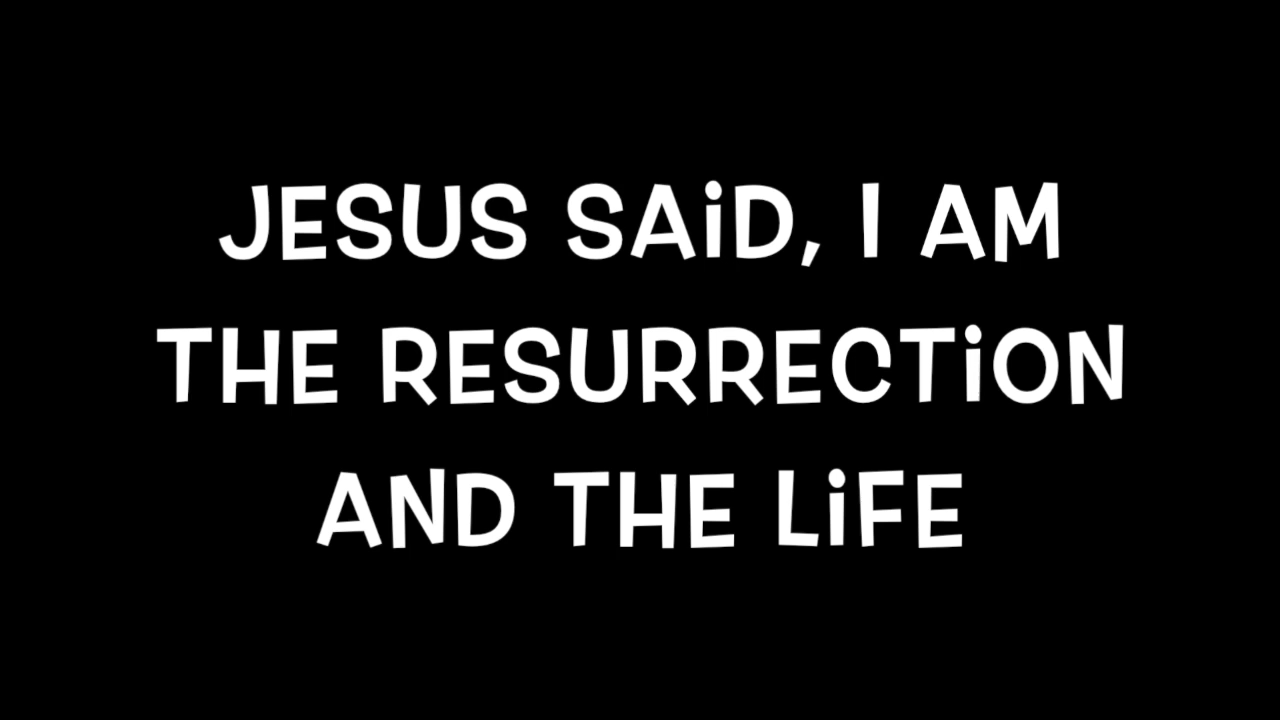 JESUS SAiD, I AM
THE RESURRECTiON
AND THE LiFE